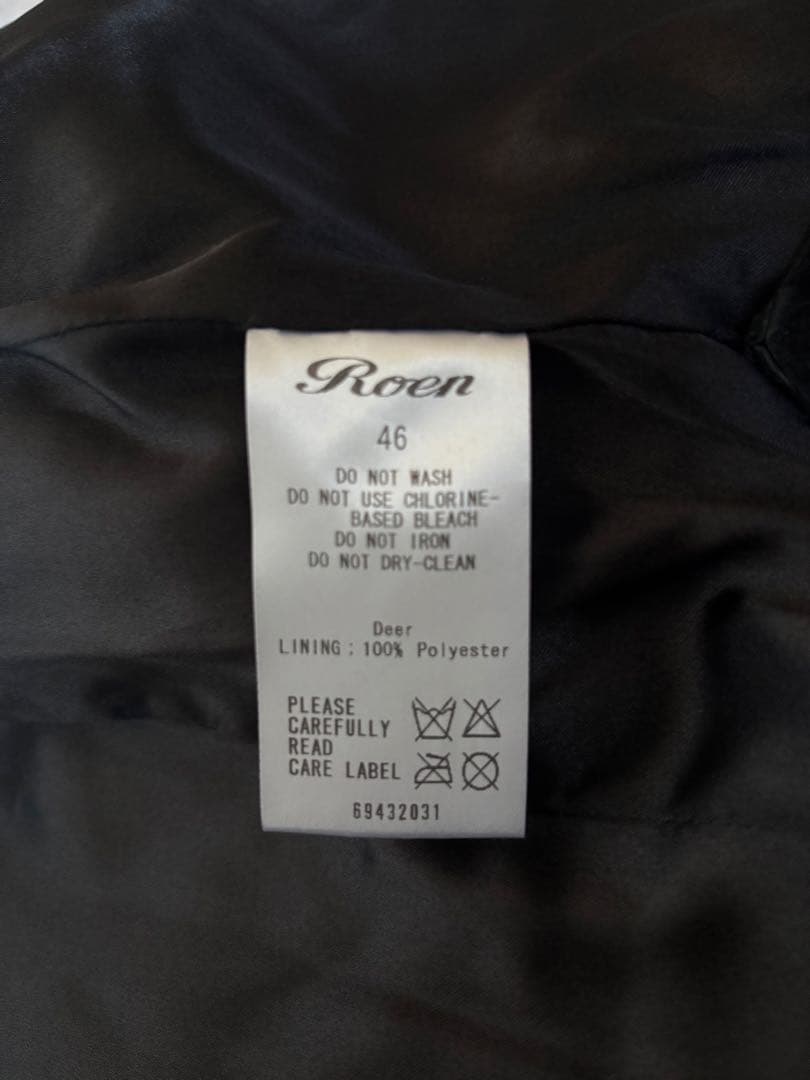 Roen
46
DO NOT WASH
DO NOT USE CHLORINE-
BASED BLEACH
DO NOT IRON
DO NOT DRY-CLEAN
Deer
LINING : 100% Polyester
PLEASE
CAREFULLY
READ
CARE LABEL
69432031